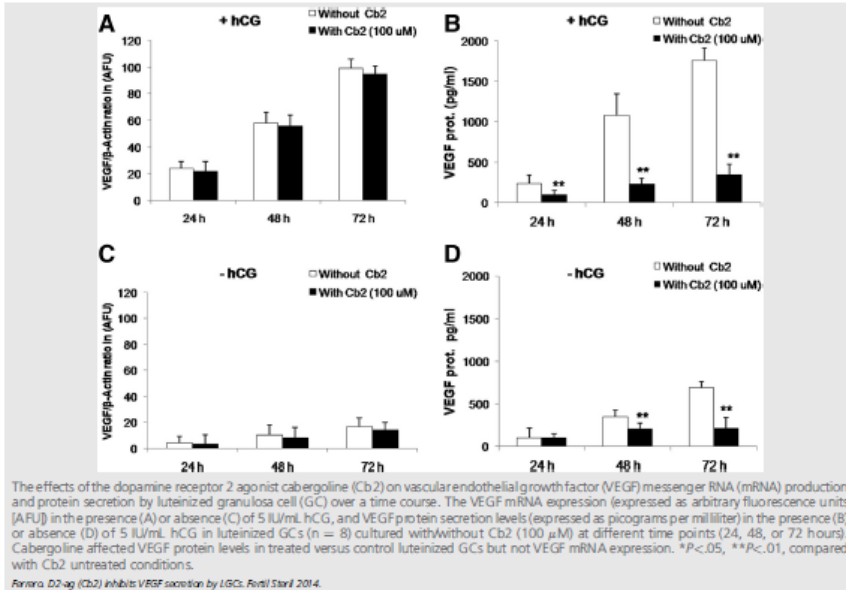 A
+ hCG
Without Cb2
With Cb2 (100 uM)
VEGF/β-Actin ratio in (AFU)
120
100
80
60
40
20
0
24 h
48 h
72 h
B
+ hCG
Without Cb2
With Cb2 (100 uM)
VEGF prot. (pg/ml)
2000
1500
1000
500
0
**
**
**
24 h
48 h
72 h
C
- hCG
Without Cb2
With Cb2 (100 uM)
VEGF/β-Actin ratio in (AFU)
120
100
80
60
40
20
0
24 h
48 h
72 h
D
- hCG
Without Cb2
With Cb2 (100 uM)
VEGF prot. pg/ml
2000
1500
1000
500
0
**
**
24 h
48 h
72 h
The effects of the dopamine receptor 2 agonist cabergoline (Cb2) on vascular endothelial growth factor (VEGF) messenger RNA (mRNA) production
and protein secretion by luteinized granulosa cell (GC) over a time course. The VEGF mRNA expression (expressed as arbitrary fluorescence units
[AFU]) in the presence (A) or absence (C) of 5 IU/mL hCG, and VEGF protein secretion levels (expressed as picograms per milliliter) in the presence (B)
or absence (D) of 5 IU/mL hCG in luteinized GCs (n = 8) cultured with/without Cb2 (100 μM) at different time points (24, 48, or 72 hours).
Cabergoline affected VEGF protein levels in treated versus control luteinized GCs but not VEGF mRNA expression. *P<.05, **P<.01, compared
with Cb2 untreated conditions.
Ferrero. D2-ag (Cb2) inhibits VEGF secretion by LGCs. Fertil Steril 2014.